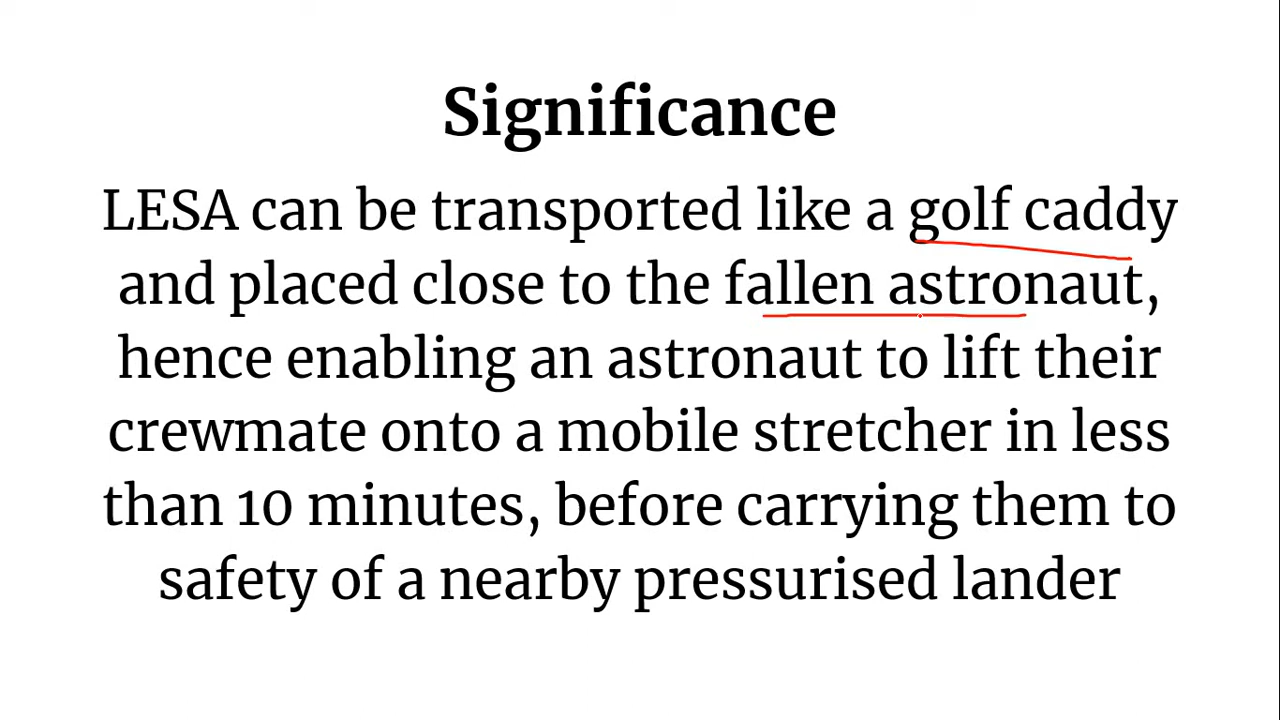 Significance
LESA can be transported like a golf caddy
and placed close to the fallen astronaut,
hence enabling an astronaut to lift their
crewmate onto a mobile stretcher in less
than 10 minutes, before carrying them to
safety of a nearby pressurised lander